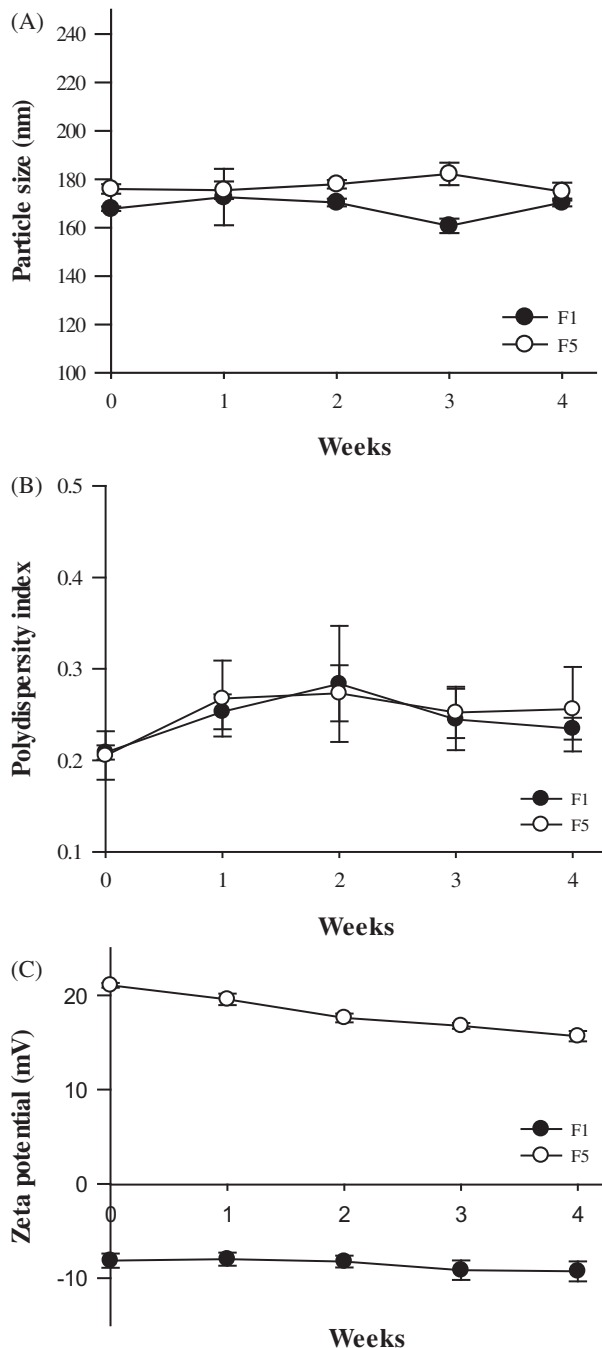 (A)
240
220
200
180
160
140
120
100
Particle size (nm)
F1
F5
0 1 2 3 4
Weeks
(B)
0.5
0.4
0.3
0.2
0.1
Polydispersity index
F1
F5
0 1 2 3 4
Weeks
(C)
20
10
0
-10
Zeta potential (mV)
F1
F5
0 1 2 3 4
Weeks